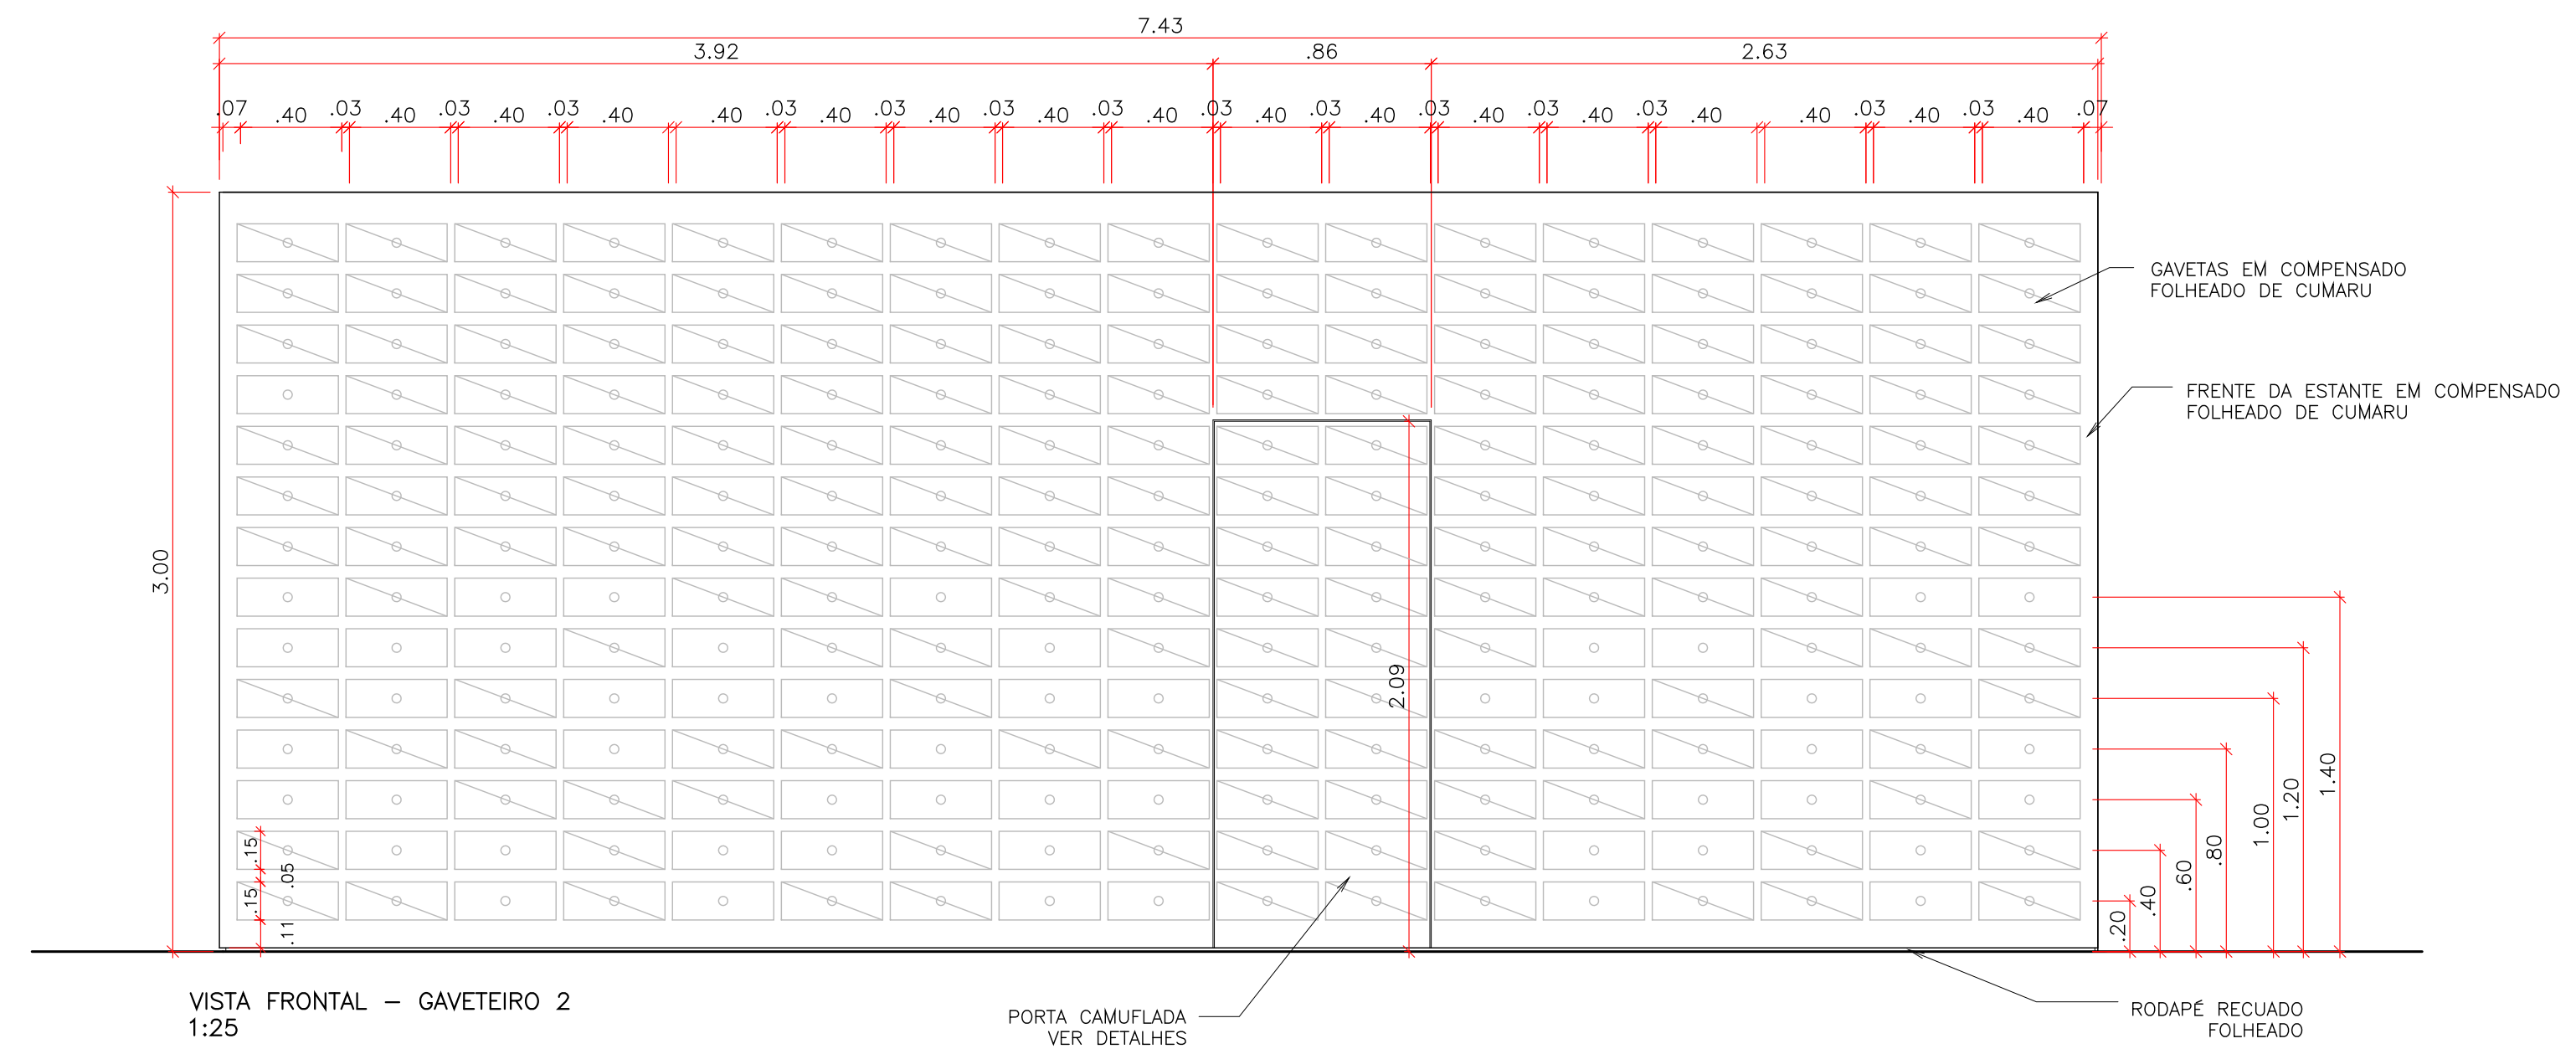 7.43
3.92 .86 2.63
.07 .40 .03 .40 .03 .40 .03 .40 .40 .03 .40 .03 .40 .03 .40 .03 .40 .03 .40 .03 .40 .03 .40 .03 .40 .03 .40 .40 .03 .40 .03 .40 .07
GAVETAS EM COMPENSADO
FOLHEADO DE CUMARU
FRENTE DA ESTANTE EM COMPENSADO
FOLHEADO DE CUMARU
3.00
2.09
.15
.05
.15
.11
.20
.40
.60
.80
1.00
1.20
1.40
VISTA FRONTAL – GAVETEIRO 2
1:25
PORTA CAMUFLADA
VER DETALHES
RODAPÉ RECUADO
FOLHEADO